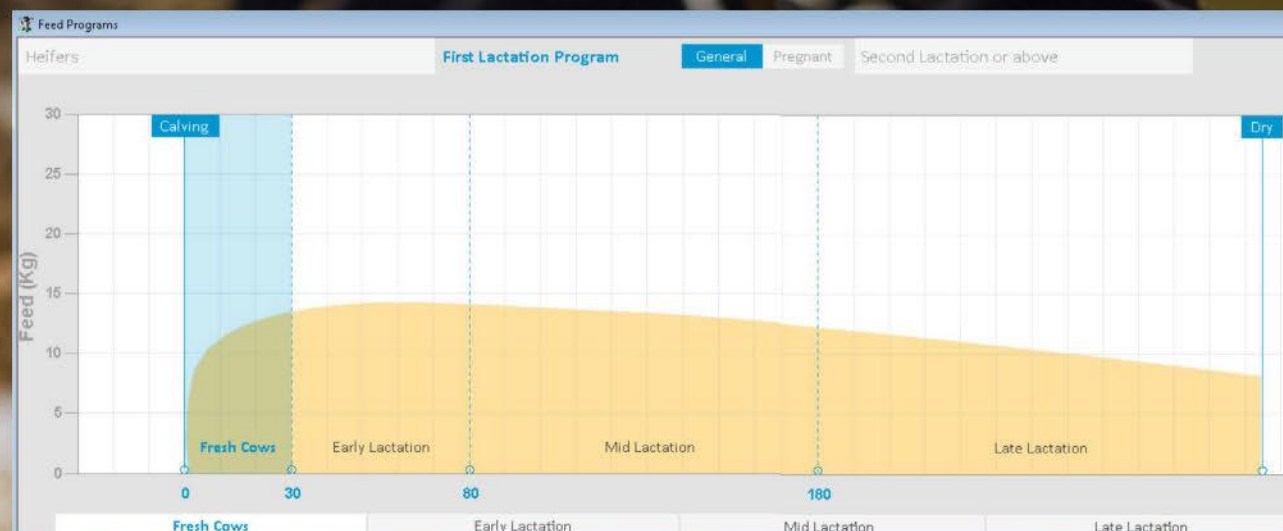 Feed Programs
Heifers First Lactation Program General Pregnant Second Lactation or above
30
Calving Dry
25
20
15
10
5
0
Feed (Kg)
Fresh Cows Early Lactation Mid Lactation Late Lactation
0 30 80 180
Fresh Cows Early Lactation Mid Lactation Late Lactation